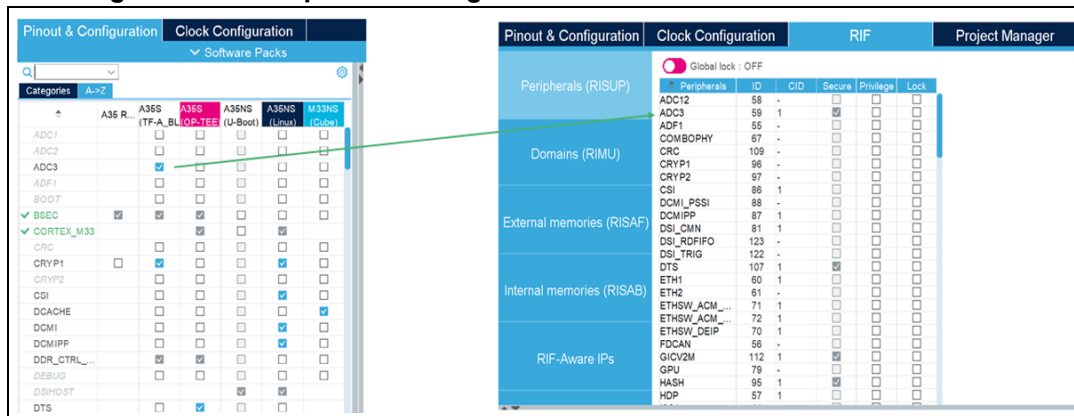 Pinout & Configuration Clock Configuration
Software Packs
Categories A->Z
A35 R... A35S (TF-A_BL A35S (OP-TEE) A35NS (U-Boot) A35NS (Linux) M33NS (Cube)
ADC1
ADC2
ADC3
ADF1
BOOT
BSEC
CORTEX_M33
CRC
CRYP1
CRYP2
CSI
DCACHE
DCMI
DCMIPP
DDR_CTRL_...
DEBUG
DSIHOST
DTS
Pinout & Configuration Clock Configuration RIF Project Manager
Peripherals (RISUP)
Domains (RIMU)
External memories (RISAF)
Internal memories (RISAB)
RIF-Aware IPs
Global lock : OFF
Peripherals ID CID Secure Privilege Lock
ADC12 58 -
ADC3 59 1
ADF1 55 -
COMBOPHY 67 -
CRC 109 -
CRYP1 96 -
CRYP2 97 -
CSI 86 1
DCMI_PSSI 88 -
DCMIPP 87 1
DSI_CMN 81 1
DSI_RDFIFO 123 -
DSI_TRIG 122 -
DTS 107 1
ETH1 60 1
ETH2 61 -
ETHSW_ACM_... 71 1
ETHSW_ACM_... 72 1
ETHSW_DEIP 70 1
FDCAN 56 -
GICV2M 112 1
GPU 79 -
HASH 95 1
HDP 57 1